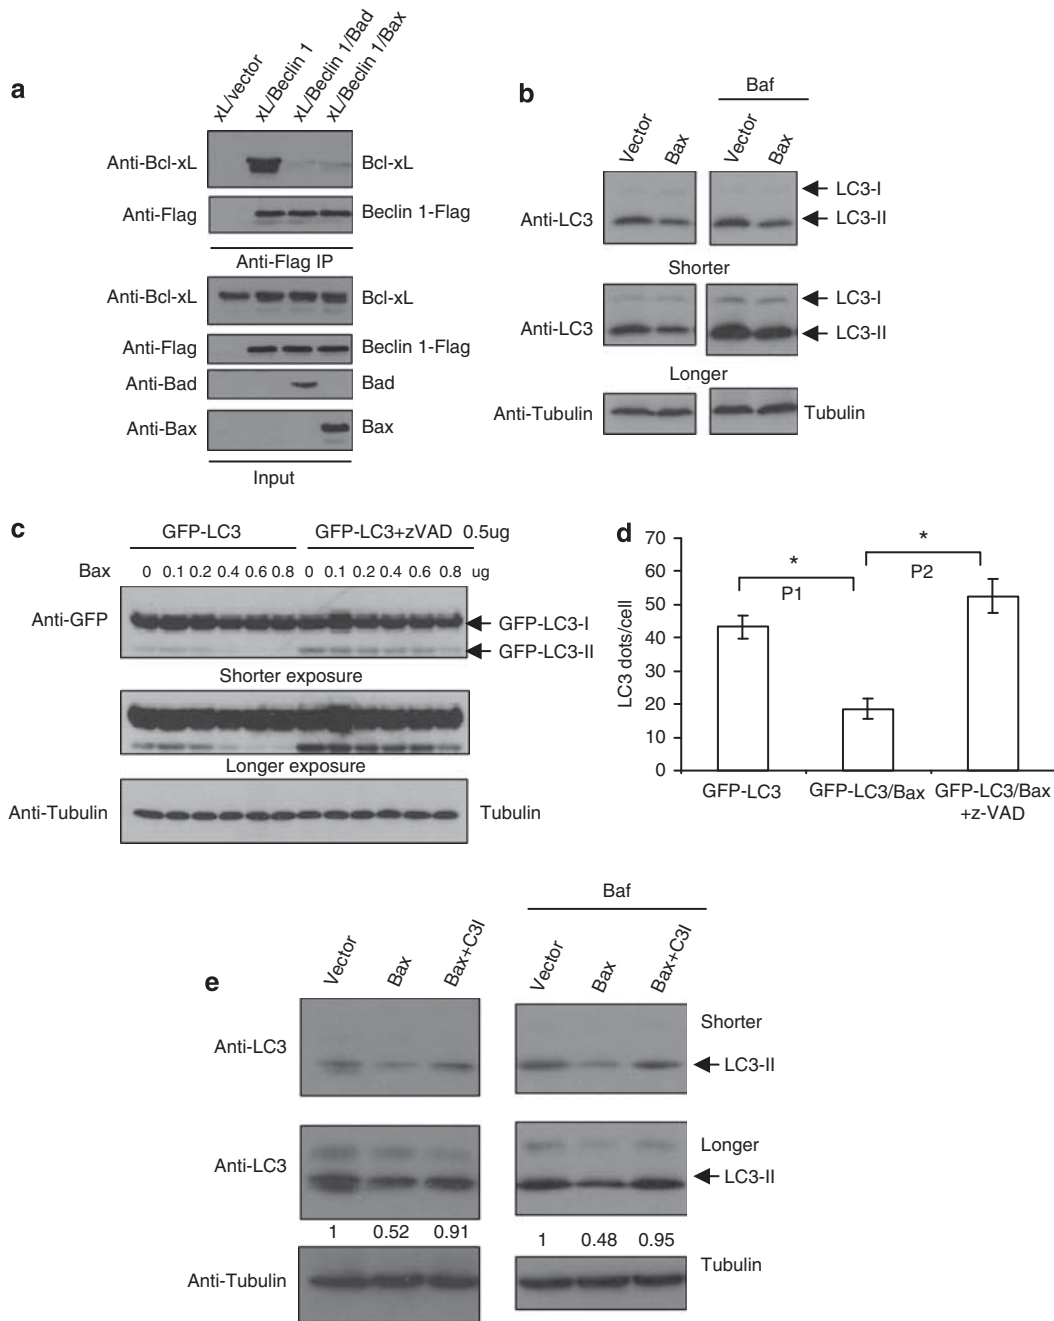 a
xL/vector
xL/Beclin 1
xL/Beclin 1/Bad
xL/Beclin 1/Bax
Anti-Bcl-xL
Bcl-xL
Anti-Flag
Beclin 1-Flag
Anti-Flag IP
Anti-Bcl-xL
Bcl-xL
Anti-Flag
Beclin 1-Flag
Anti-Bad
Bad
Anti-Bax
Bax
Input
b
Baf
Vector
Bax
Vector
Bax
Anti-LC3
LC3-I
LC3-II
Shorter
Anti-LC3
LC3-I
LC3-II
Longer
Anti-Tubulin
Tubulin
c
GFP-LC3
GFP-LC3+zVAD 0.5ug
Bax 0 0.1 0.2 0.4 0.6 0.8 0 0.1 0.2 0.4 0.6 0.8 ug
Anti-GFP
GFP-LC3-I
GFP-LC3-II
Shorter exposure
Longer exposure
Anti-Tubulin
Tubulin
d
LC3 dots/cell
70
60
50
40
30
20
10
0
*
P1
*
P2
GFP-LC3
GFP-LC3/Bax
GFP-LC3/Bax
+z-VAD
e
Baf
Vector
Bax
Bax+C3I
Vector
Bax
Bax+C3I
Anti-LC3
Shorter
LC3-II
Anti-LC3
Longer
LC3-II
1 0.52 0.91
1 0.48 0.95
Anti-Tubulin
Tubulin